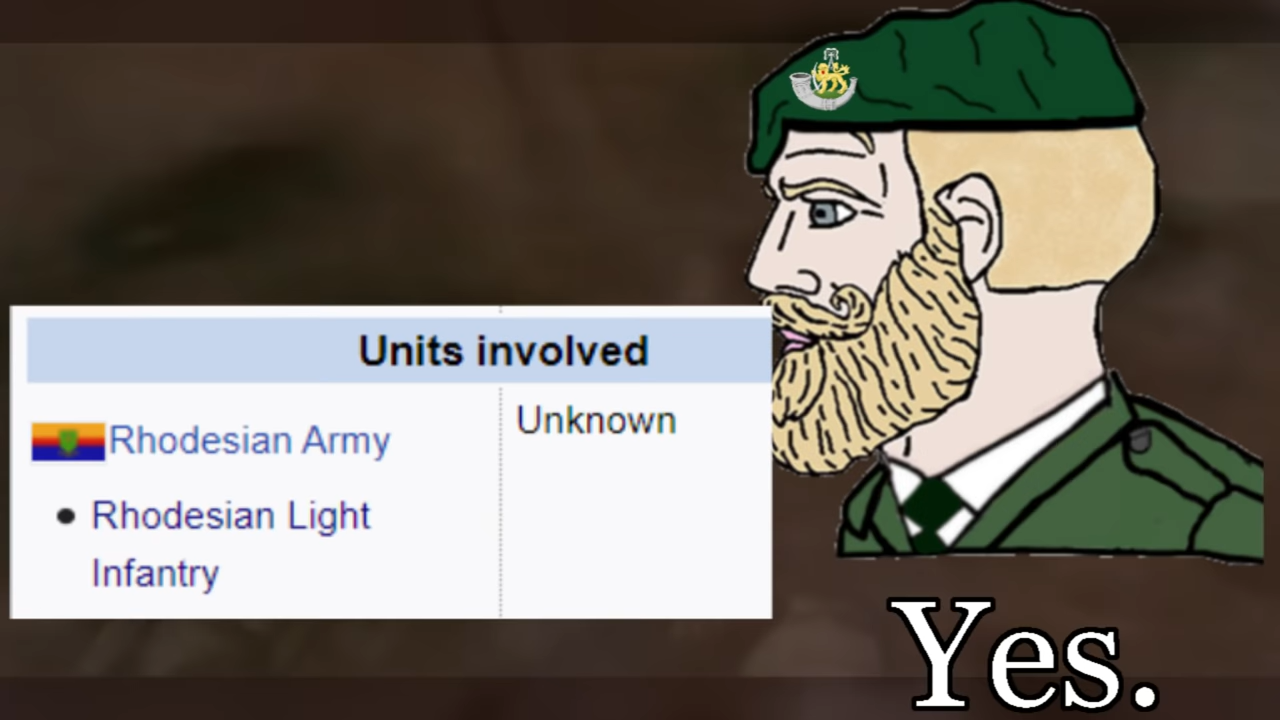 Units involved
Rhodesian Army
Unknown
Rhodesian Light
Infantry
Yes.